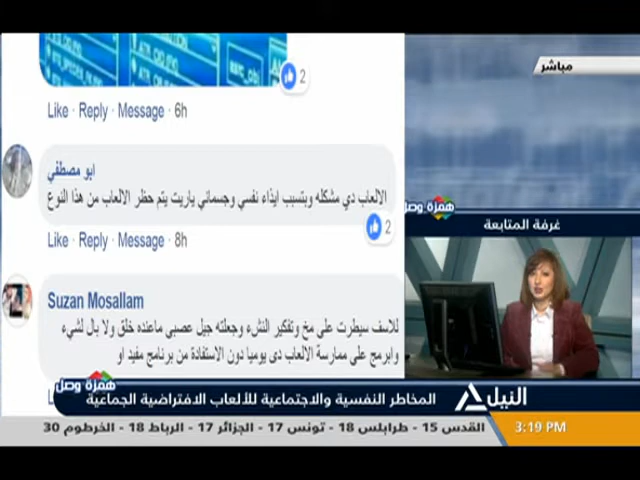 مباشر
2
Like · Reply · Message · 6h
ابو مصطفي
الالعاب دي مشكله وبتسبب ايذاء نفسي وجسماني ياريت يتم حظر الالعاب من هذا النوع
2
Like · Reply · Message · 8h
همزة وصل
غرفة المتابعة
Suzan Mosallam
للاسف سيطرت على مخ وتفكير النشء وجعلته جيل عصبي ماعنده خلق ولا بال لشيء
وابرمج على ممارسة الالعاب دى يوميا دون الاستفادة من برنامج مفيد او
همزة وصل
المخاطر النفسية والاجتماعية للألعاب الافتراضية الجماعية
النيل
القدس 15 - طرابلس 18 - تونس 17 - الجزائر 17 - الرباط 18 - الخرطوم 30
3:19 PM